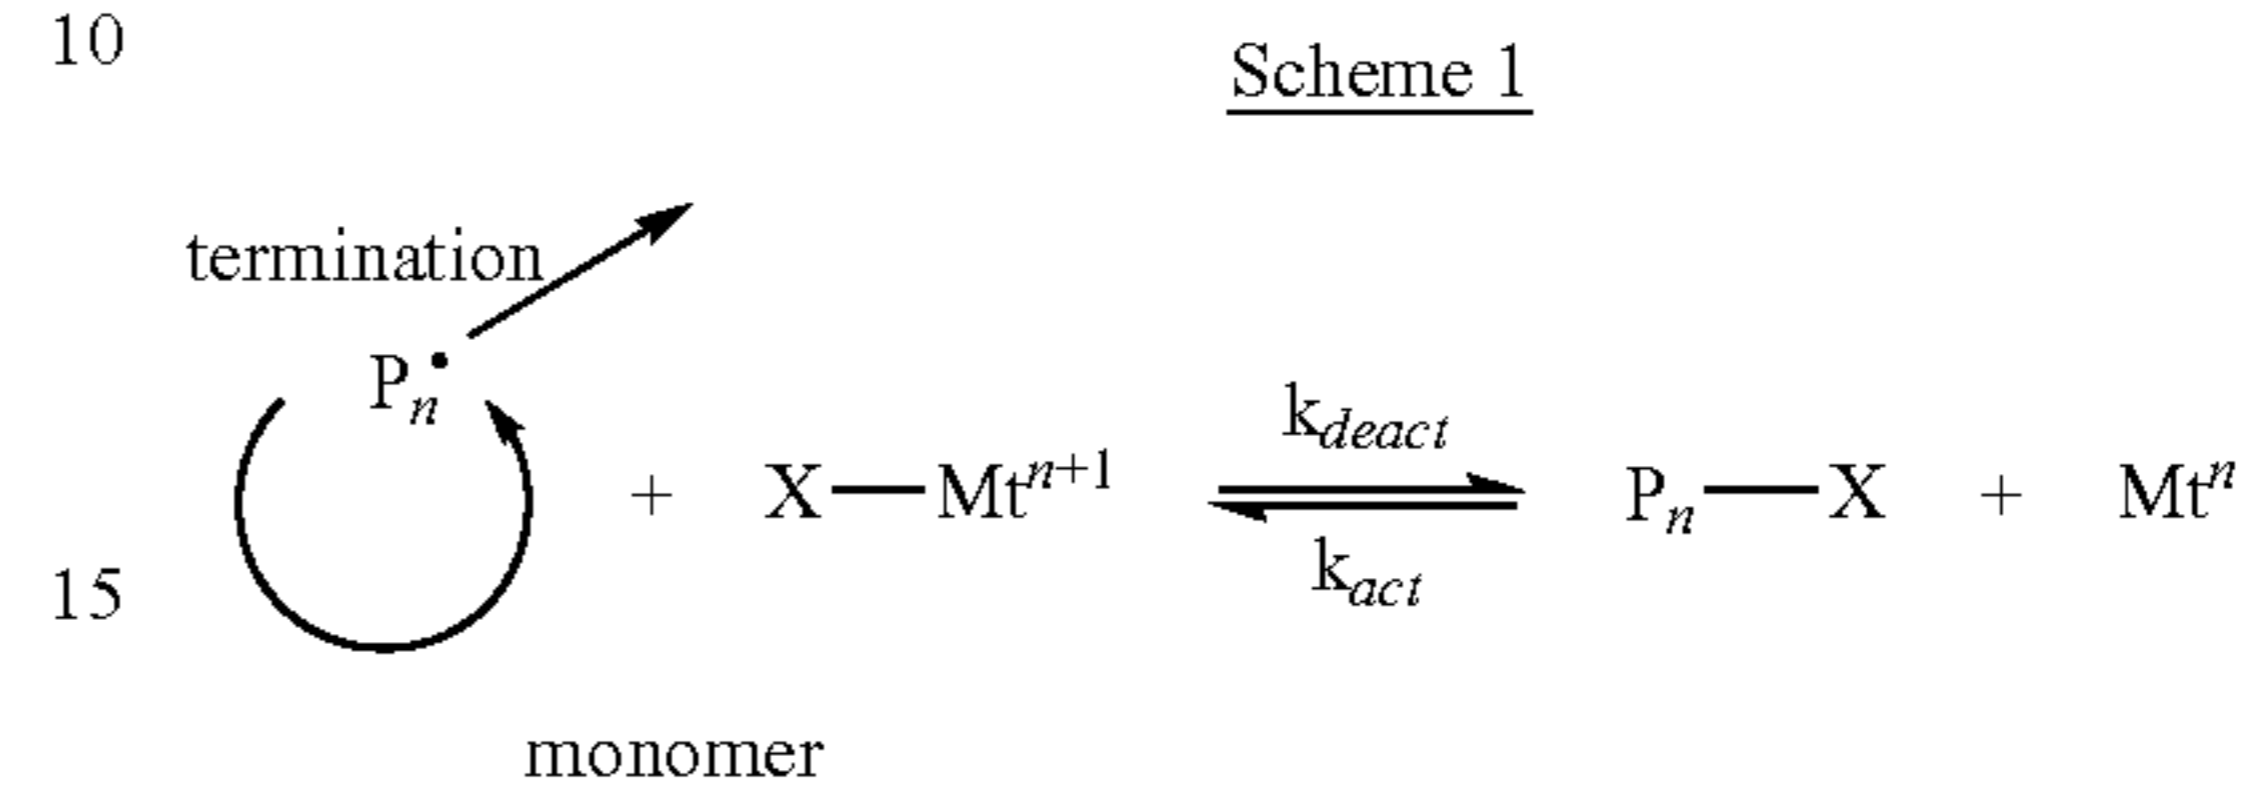 10
Scheme 1
termination
Pn•
kdeact
+ X—Mtn+1 Pn—X + Mtn
kact
15
monomer